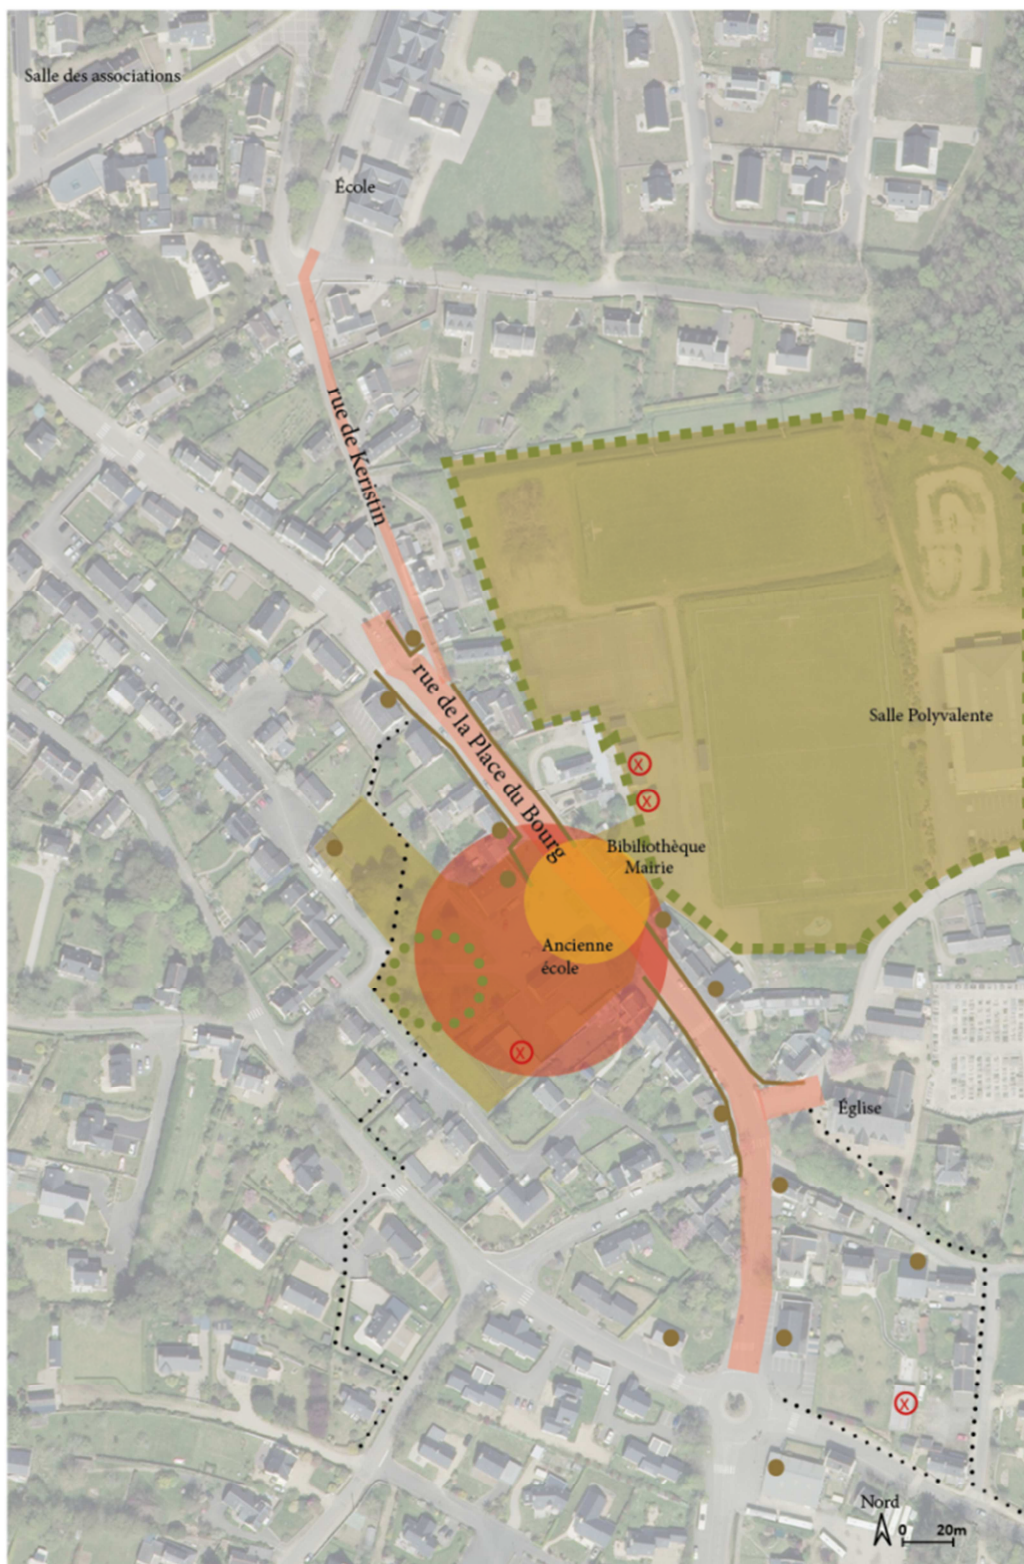 Salle des associations
École
rue de Keristin
rue de la Place du Bourg
Salle Polyvalente
X
X
Bibiliothèque
Mairie
Ancienne
école
X
Église
X
Nord
0 20m